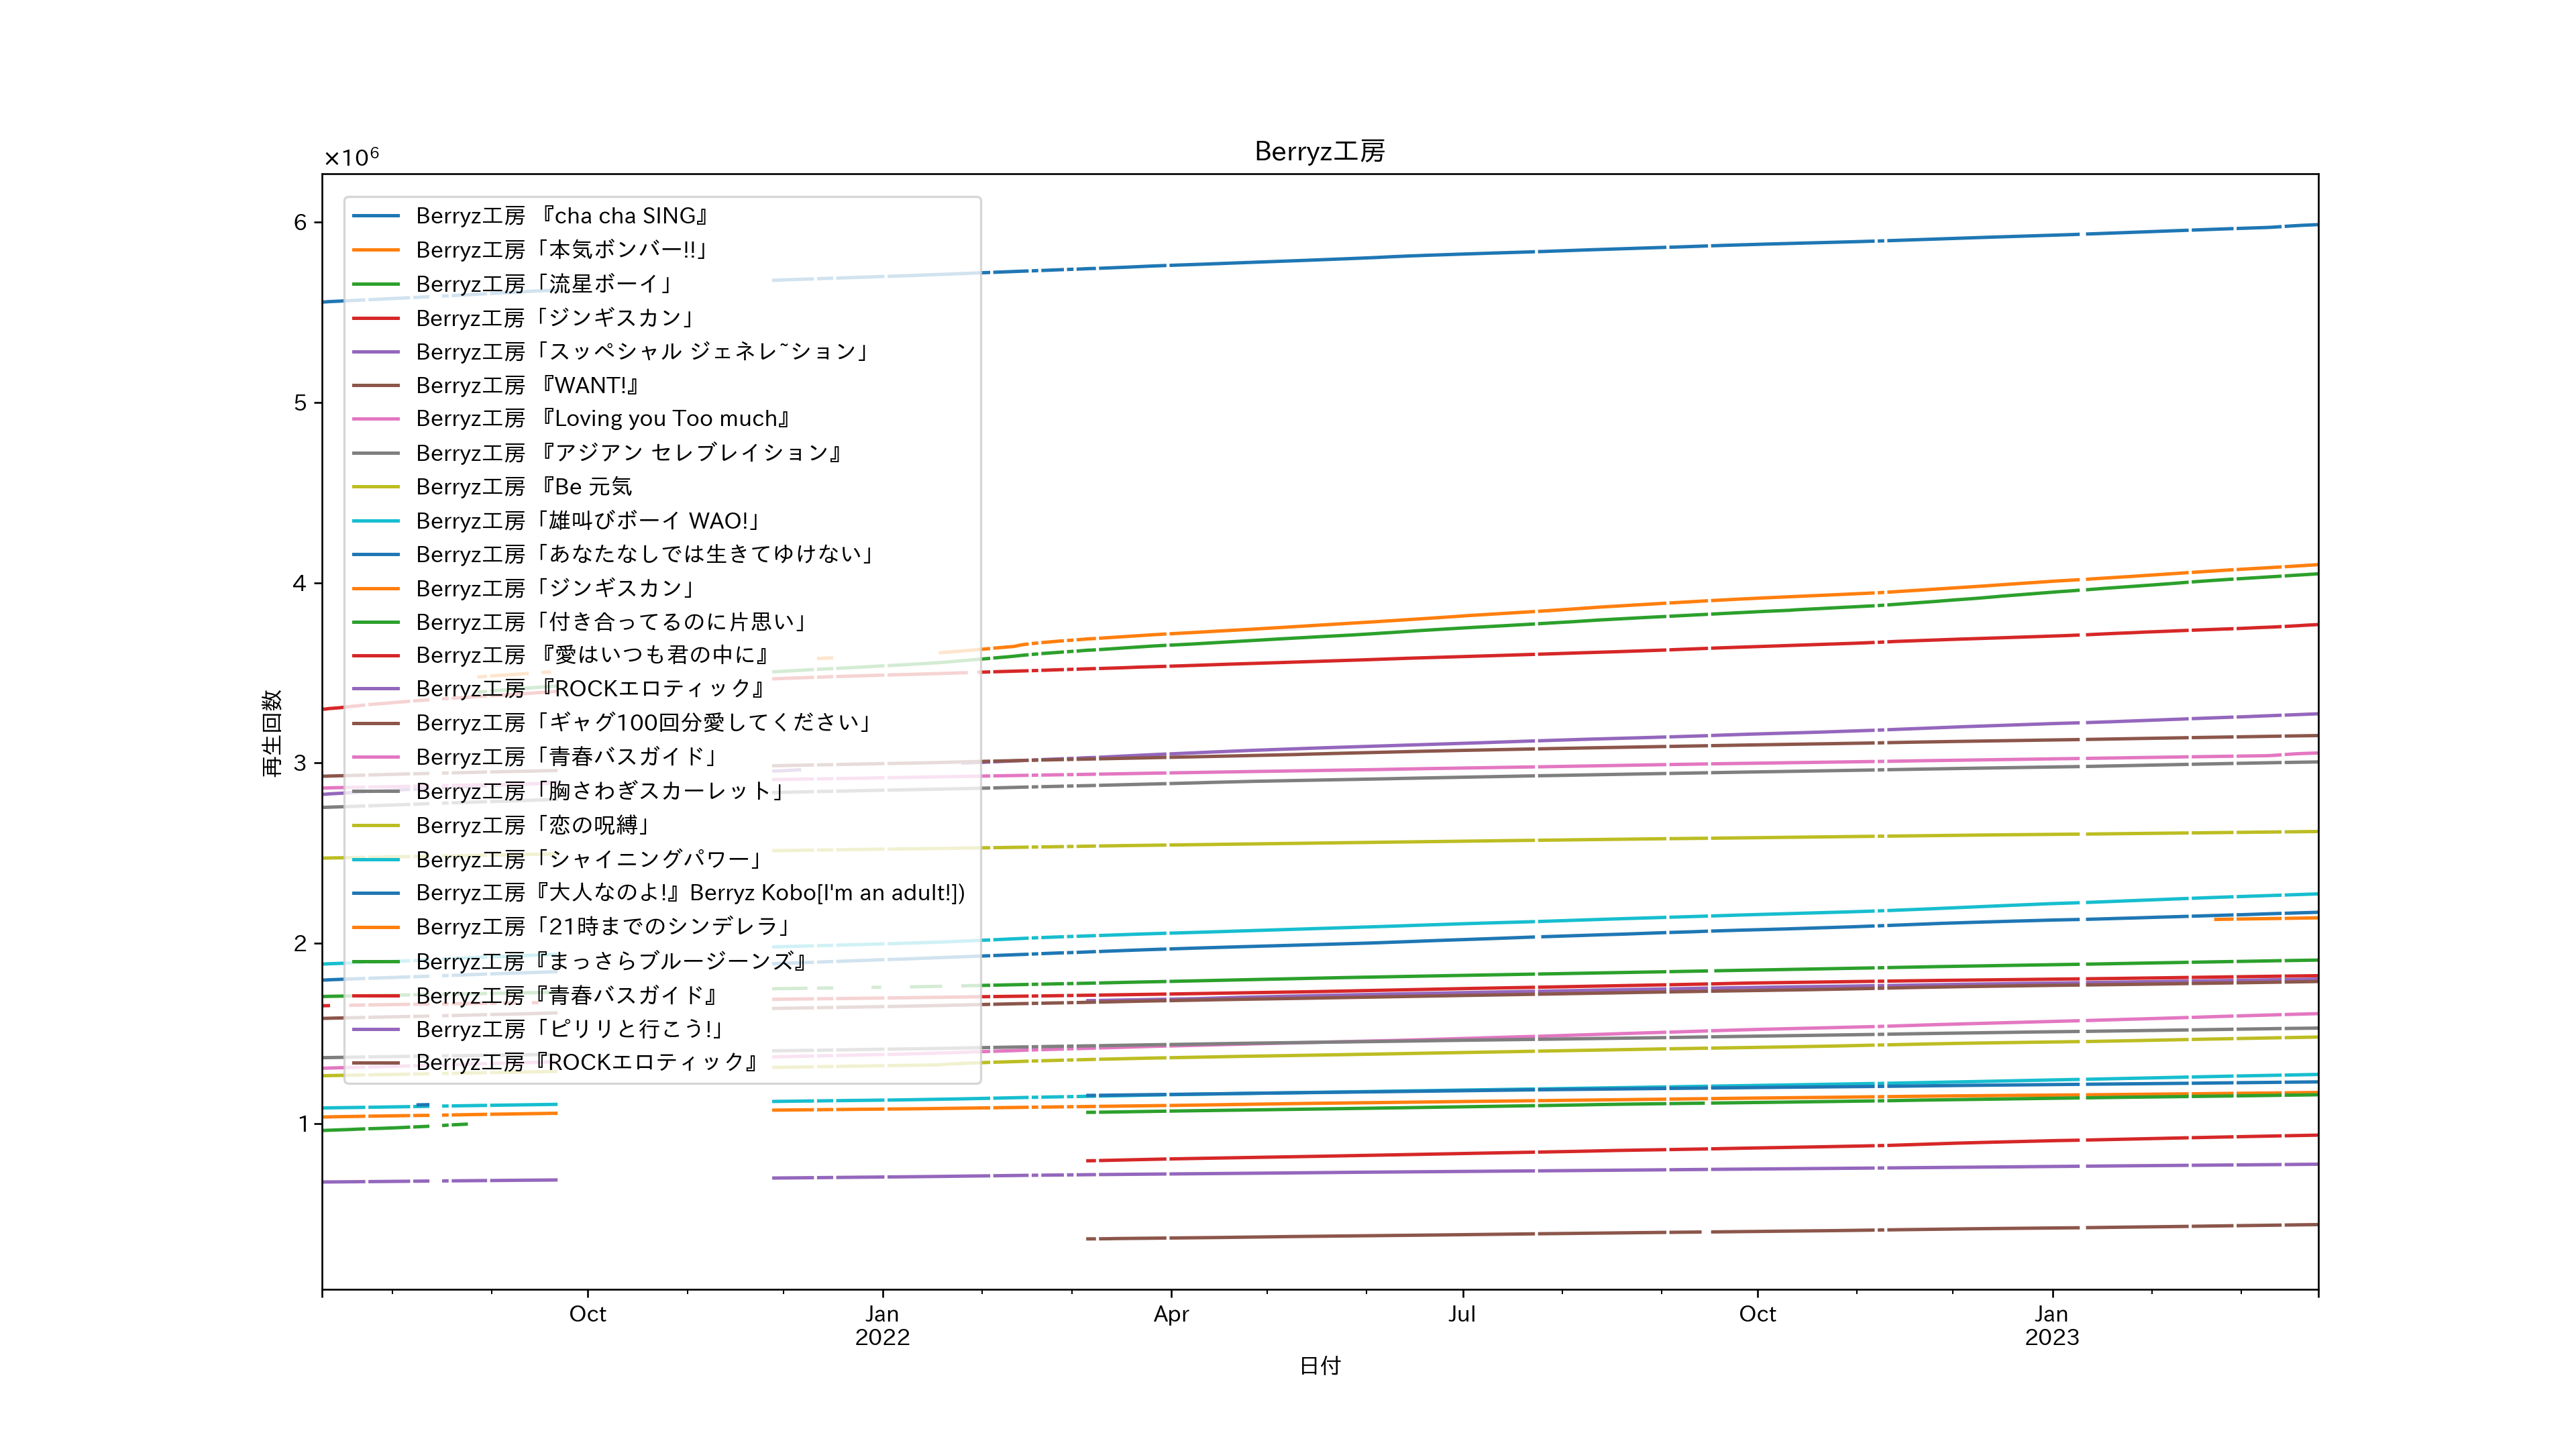 Berryz工房
×10⁶
6
5
4
3
2
1
再生回数
Berryz工房 『cha cha SING』
Berryz工房「本気ボンバー!!」
Berryz工房「流星ボーイ」
Berryz工房「ジンギスカン」
Berryz工房「スッペシャル ジェネレ~ション」
Berryz工房 『WANT!』
Berryz工房 『Loving you Too much』
Berryz工房 『アジアン セレブレイション』
Berryz工房 『Be 元気
Berryz工房「雄叫びボーイ WAO!」
Berryz工房「あなたなしでは生きてゆけない」
Berryz工房「ジンギスカン」
Berryz工房「付き合ってるのに片思い」
Berryz工房 『愛はいつも君の中に』
Berryz工房 『ROCKエロティック』
Berryz工房「ギャグ100回分愛してください」
Berryz工房「青春バスガイド」
Berryz工房「胸さわぎスカーレット」
Berryz工房「恋の呪縛」
Berryz工房「シャイニングパワー」
Berryz工房『大人なのよ!』Berryz Kobo[I'm an adult!])
Berryz工房「21時までのシンデレラ」
Berryz工房『まっさらブルージーンズ』
Berryz工房『青春バスガイド』
Berryz工房「ピリリと行こう!」
Berryz工房『ROCKエロティック』
Oct Jan Apr Jul Oct Jan
2022 2023
日付